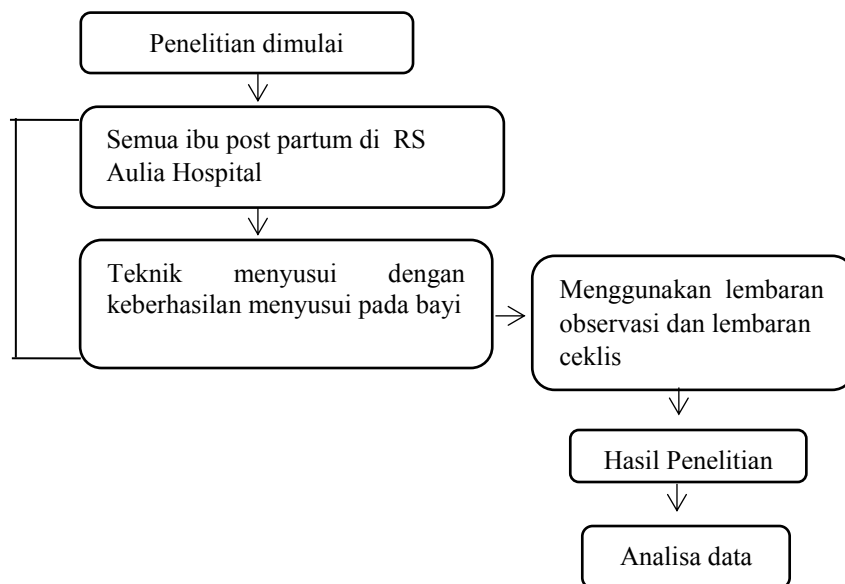 Penelitian dimulai
Semua ibu post partum di RS
Aulia Hospital
Teknik menyusui dengan
keberhasilan menyusui pada bayi
Menggunakan lembaran
observasi dan lembaran
ceklis
Hasil Penelitian
Analisa data